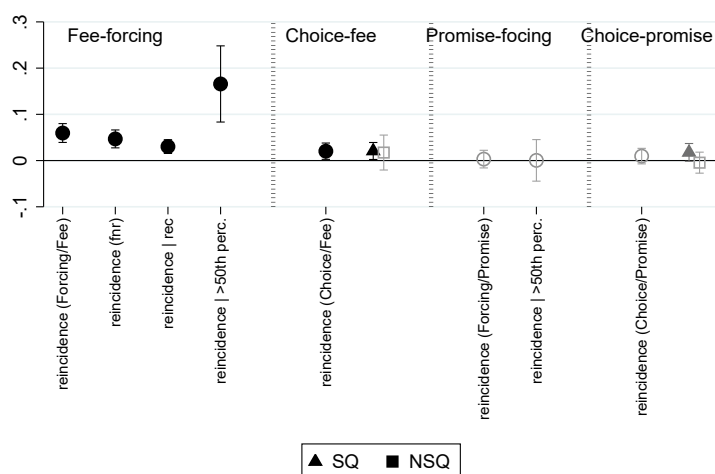 Fee-forcing
Choice-fee
Promise-focing
Choice-promise
.3
.2
.1
0
-.1
reincidence (Forcing/Fee)
reincidence (fnr)
reincidence | rec
reincidence | >50th perc.
reincidence (Choice/Fee)
reincidence (Forcing/Promise)
reincidence | >50th perc.
reincidence (Choice/Promise)
SQ
NSQ